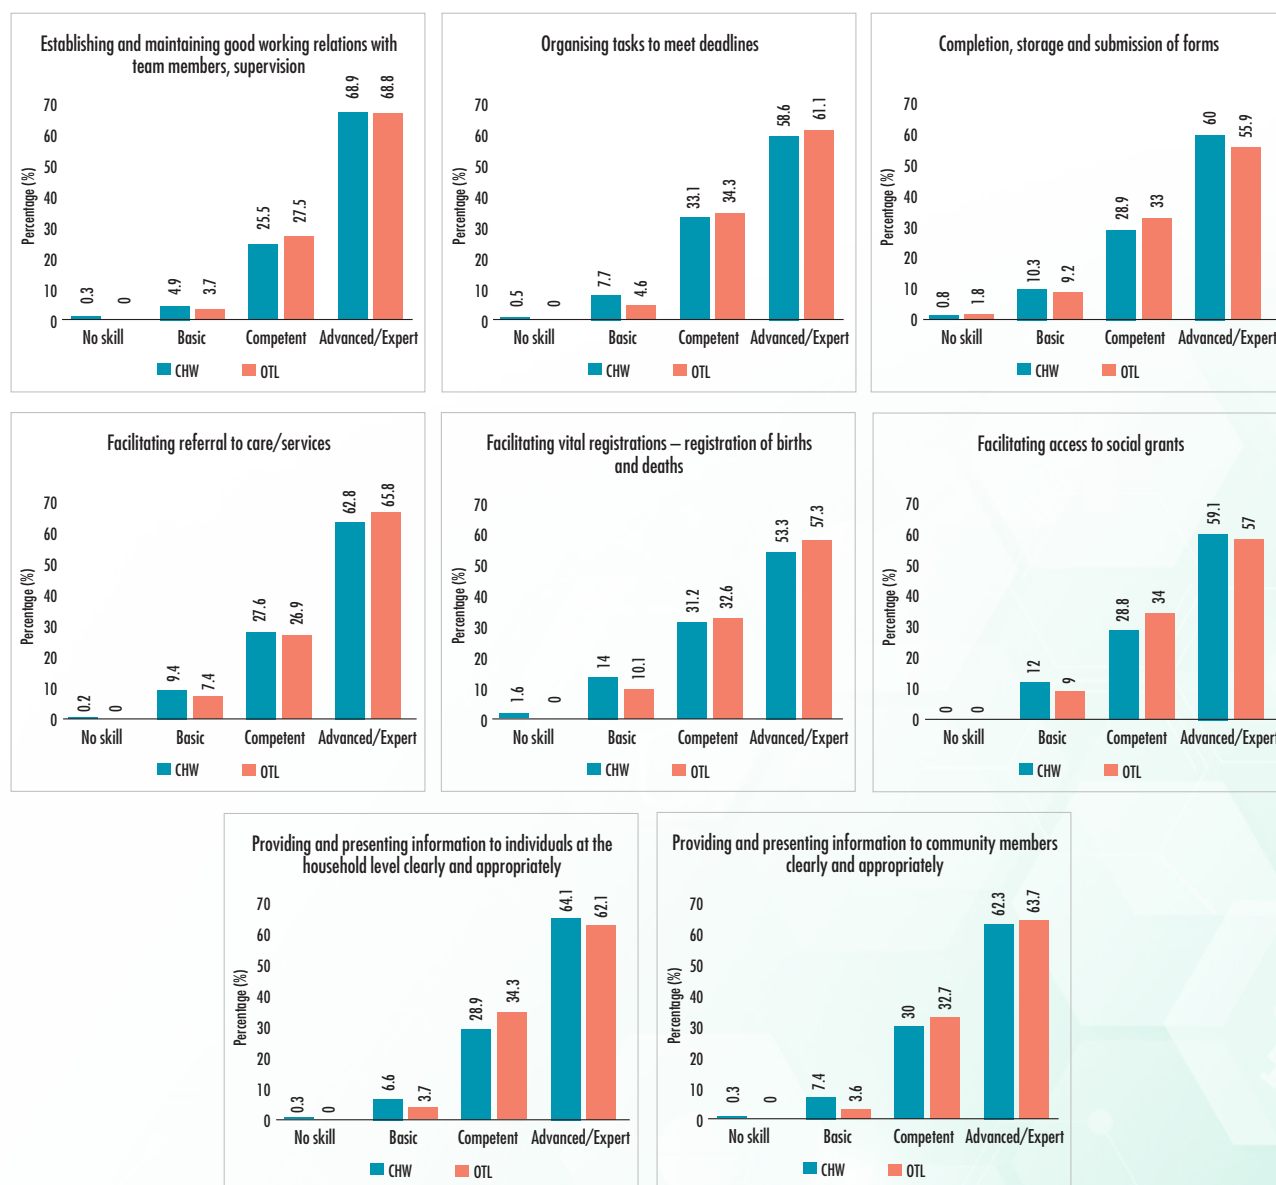 Establishing and maintaining good working relations with
team members, supervision
Percentage (%)
70
60
50
40
30
20
10
0
0.3
0
4.9
3.7
25.5
27.5
68.9
68.8
No skill
Basic
Competent
Advanced/Expert
CHW
OTL
Organising tasks to meet deadlines
Percentage (%)
70
60
50
40
30
20
10
0
0.5
0
7.7
4.6
33.1
34.3
58.6
61.1
No skill
Basic
Competent
Advanced/Expert
CHW
OTL
Completion, storage and submission of forms
Percentage (%)
70
60
50
40
30
20
10
0
0.8
1.8
10.3
9.2
28.9
33
60
55.9
No skill
Basic
Competent
Advanced/Expert
CHW
OTL
Facilitating referral to care/services
Percentage (%)
70
60
50
40
30
20
10
0
0.2
0
9.4
7.4
27.6
26.9
62.8
65.8
No skill
Basic
Competent
Advanced/Expert
CHW
OTL
Facilitating vital registrations – registration of births
and deaths
Percentage (%)
70
60
50
40
30
20
10
0
1.6
0
14
10.1
31.2
32.6
53.3
57.3
No skill
Basic
Competent
Advanced/Expert
CHW
OTL
Facilitating access to social grants
Percentage (%)
70
60
50
40
30
20
10
0
0
0
12
9
28.8
34
59.1
57
No skill
Basic
Competent
Advanced/Expert
CHW
OTL
Providing and presenting information to individuals at the
household level clearly and appropriately
Percentage (%)
70
60
50
40
30
20
10
0
0.3
0
6.6
3.7
28.9
34.3
64.1
62.1
No skill
Basic
Competent
Advanced/Expert
CHW
OTL
Providing and presenting information to community members
clearly and appropriately
Percentage (%)
70
60
50
40
30
20
10
0
0.3
0
7.4
3.6
30
32.7
62.3
63.7
No skill
Basic
Competent
Advanced/Expert
CHW
OTL